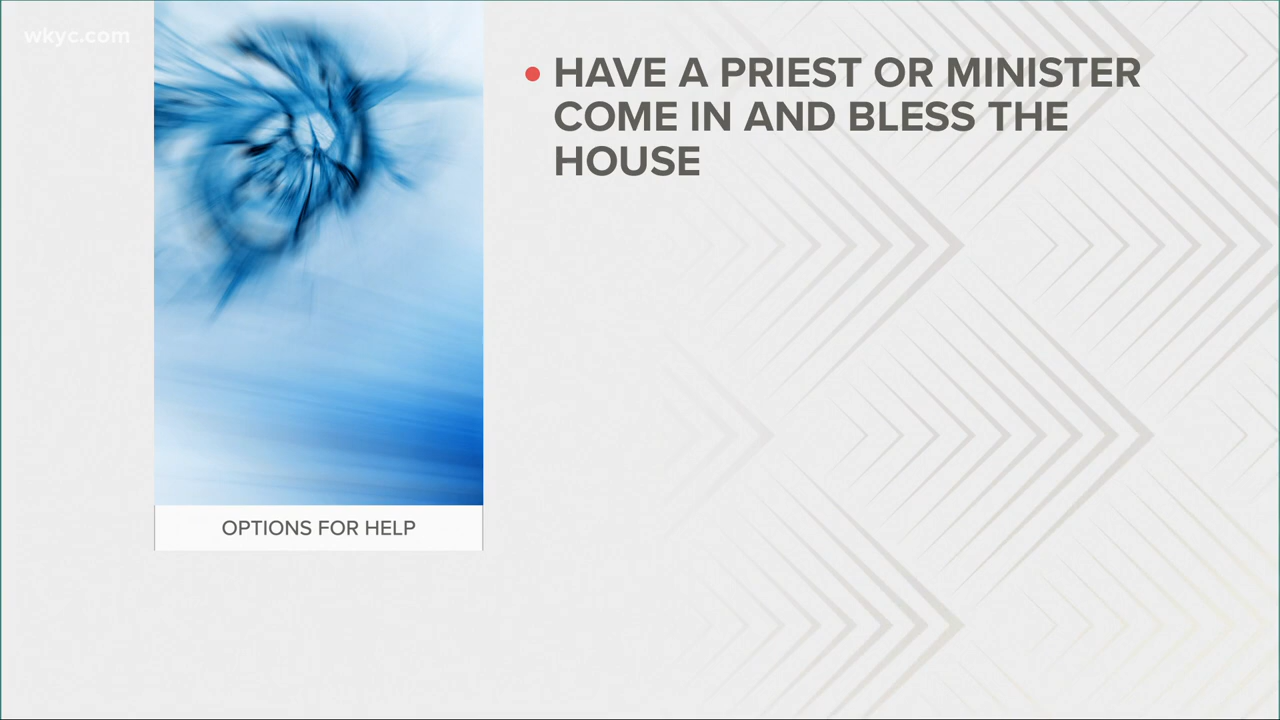 wkyc.com
• HAVE A PRIEST OR MINISTER
COME IN AND BLESS THE
HOUSE
OPTIONS FOR HELP